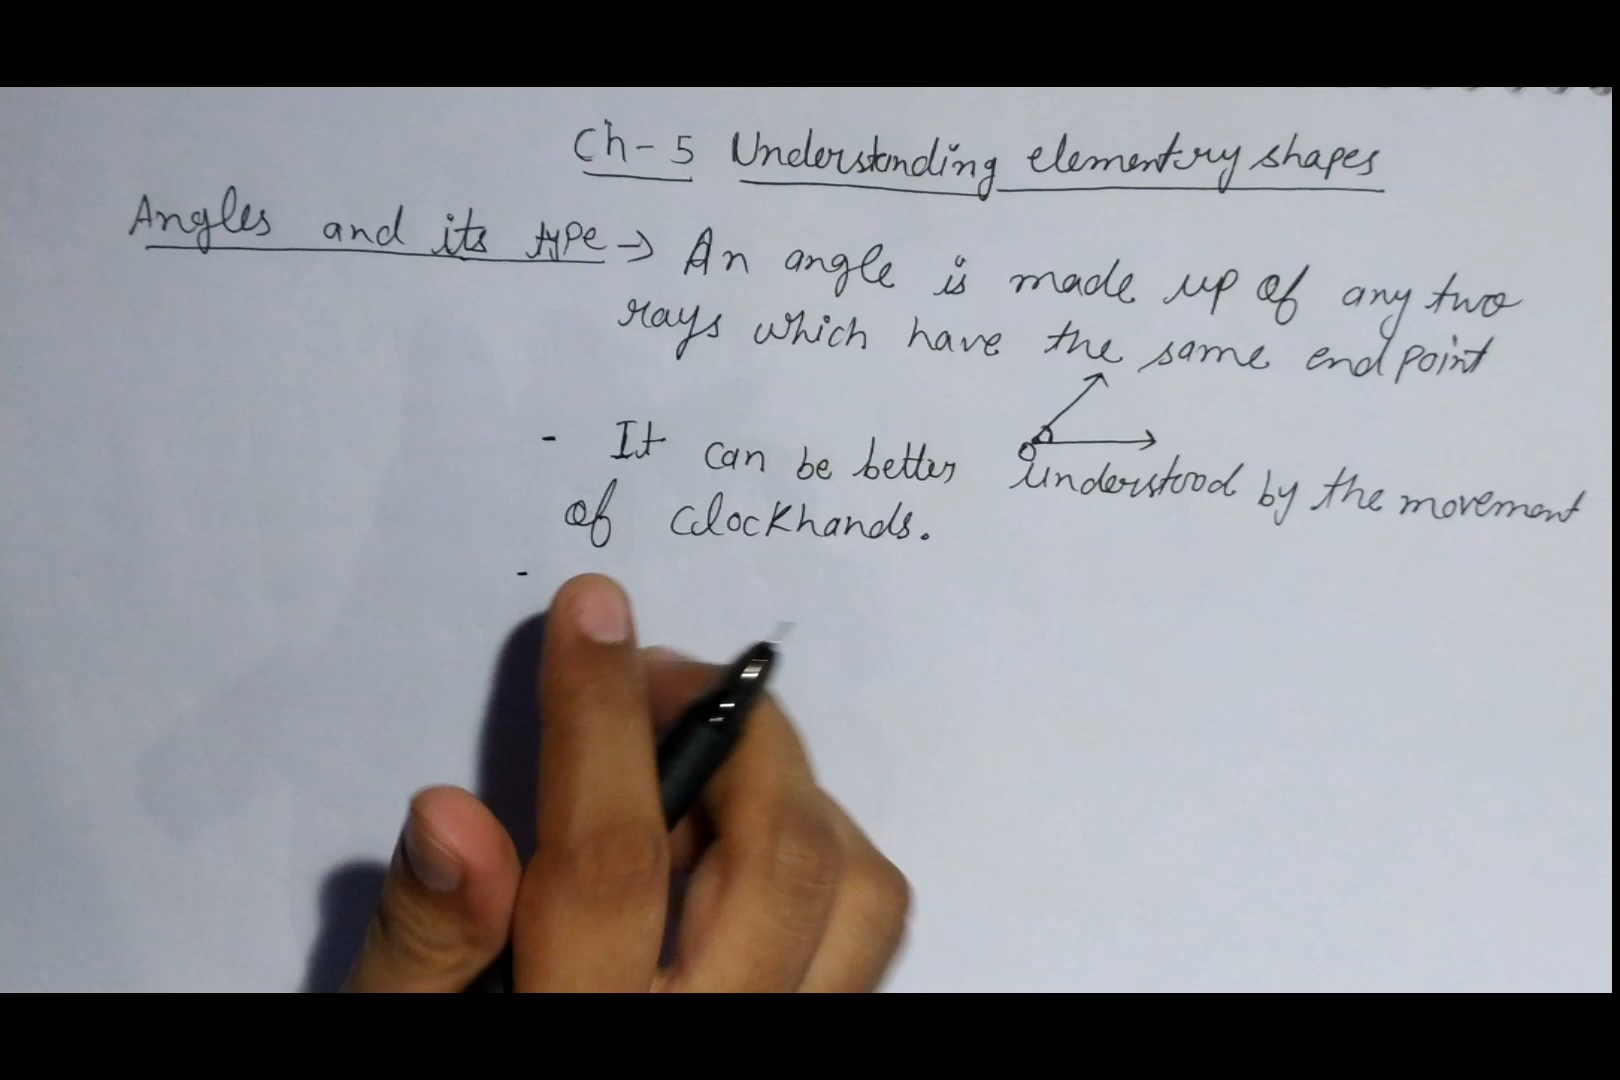 Ch-5 Understanding elementry shapes
Angles and its type → An angle is made up of any two
rays which have the same end point
- It can be better understood by the movement
O
of clockhands.
-